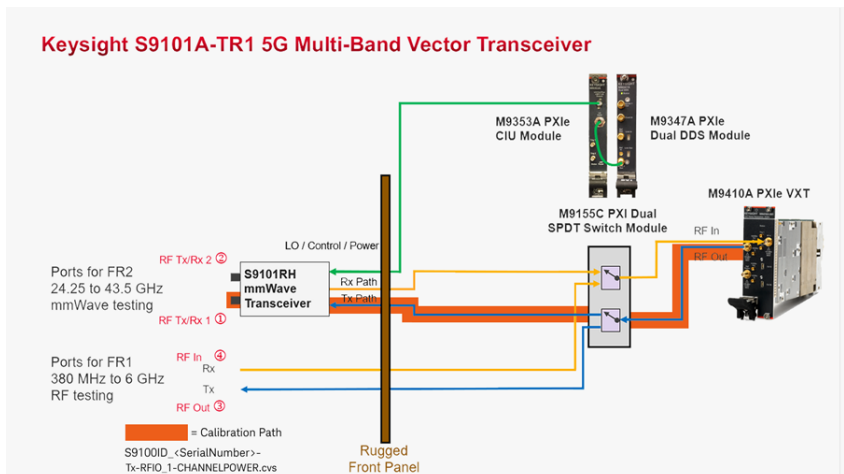 Keysight S9101A-TR1 5G Multi-Band Vector Transceiver
M9353A PXIe
CIU Module
M9347A PXIe
Dual DDS Module
M9410A PXIe VXT
M9155C PXI Dual
SPDT Switch Module
RF In
RF Out
LO / Control / Power
Ports for FR2
24.25 to 43.5 GHz
mmWave testing
RF Tx/Rx 2 ②
S9101RH
mmWave
Transceiver
Rx Path
Tx Path
RF Tx/Rx 1 ①
Ports for FR1
380 MHz to 6 GHz
RF testing
RF In ④
Rx
Tx
RF Out ③
= Calibration Path
S9100ID_<SerialNumber>-
Tx-RFIO_1-CHANNELPOWER.cvs
Rugged
Front Panel